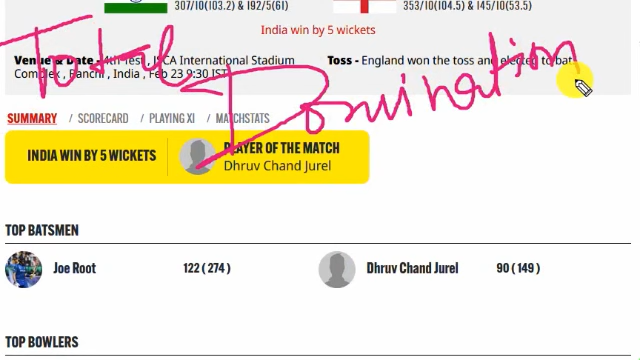 307/10(103.2) & 192/5(61) 353/10(104.5) & 145/10(53.5)
India win by 5 wickets
Venue & Date - 4th Test, JSCA International Stadium Complex, Ranchi, India, Feb 23 9:30 IST
Toss - England won the toss and elected to bat
Total Domination
SUMMARY / SCORECARD / PLAYING XI / MATCHSTATS
INDIA WIN BY 5 WICKETS
PLAYER OF THE MATCH
Dhruv Chand Jurel
TOP BATSMEN
Joe Root 122 ( 274 ) Dhruv Chand Jurel 90 ( 149 )
TOP BOWLERS